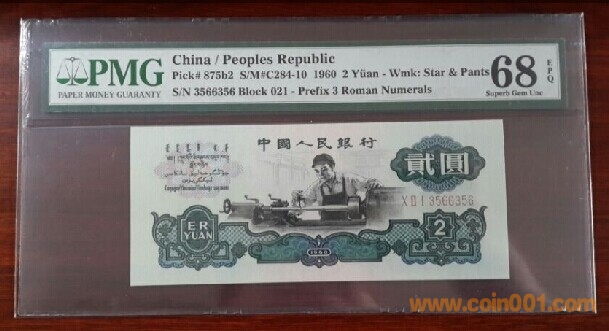 China / Peoples Republic
PMG
PAPER MONEY GUARANTY
Pick# 875b2 S/M#C284-10 1960 2 Yüan - Wmk: Star & Pants
S/N 3566356 Block 021 - Prefix 3 Roman Numerals
68
EPQ
Superb Gem Unc
中國人民銀行
貳圓
3566356
ER
YUAN
2
1960
www.coin001.com